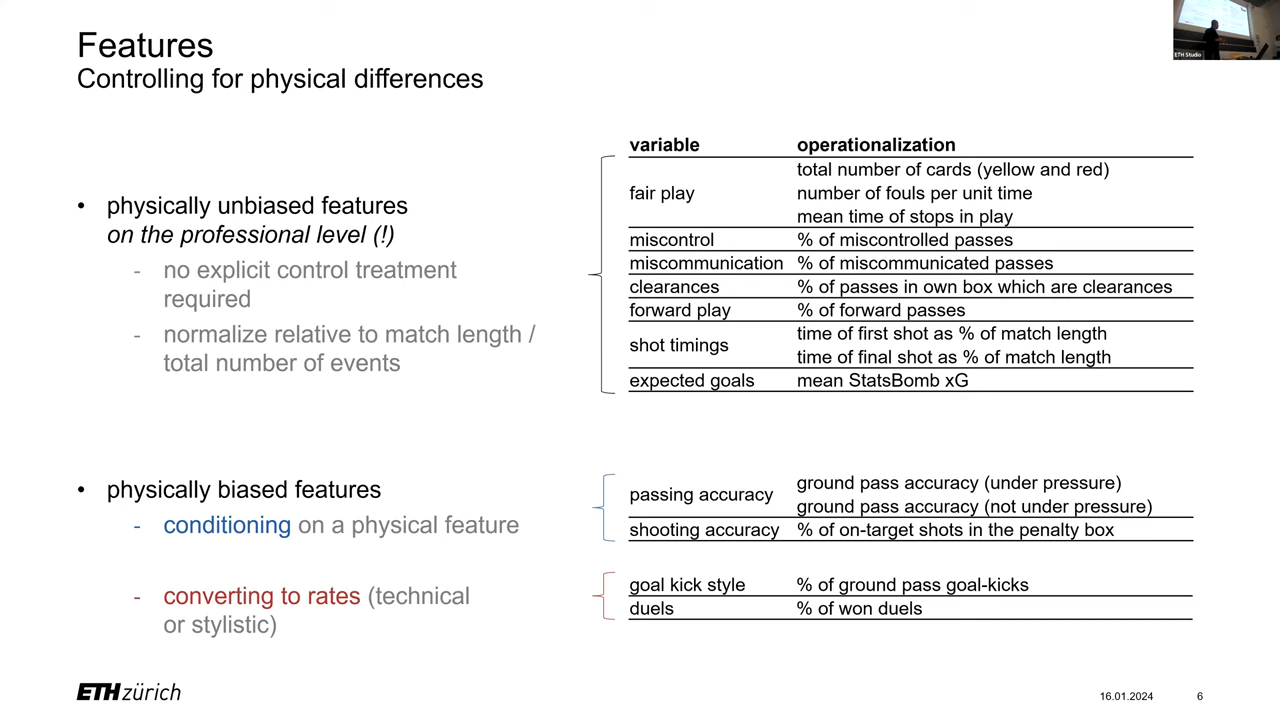 Features
Controlling for physical differences
ETH Studio
• physically unbiased features
on the professional level (!)
- no explicit control treatment
required
- normalize relative to match length /
total number of events
variable operationalization
fair play
total number of cards (yellow and red)
number of fouls per unit time
mean time of stops in play
miscontrol % of miscontrolled passes
miscommunication % of miscommunicated passes
clearances % of passes in own box which are clearances
forward play % of forward passes
shot timings
time of first shot as % of match length
time of final shot as % of match length
expected goals mean StatsBomb xG
• physically biased features
- conditioning on a physical feature
- converting to rates (technical
or stylistic)
passing accuracy
ground pass accuracy (under pressure)
ground pass accuracy (not under pressure)
shooting accuracy % of on-target shots in the penalty box
goal kick style % of ground pass goal-kicks
duels % of won duels
ETH zürich
16.01.2024 6